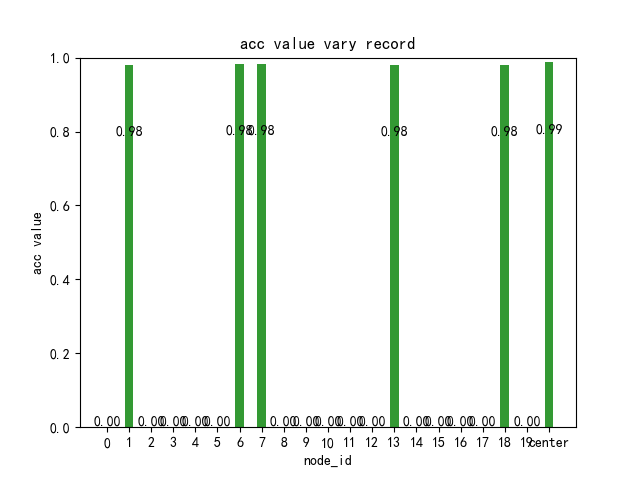 acc value vary record
1.0
0.8
0.6
0.4
0.2
0.0
acc value
0.98 0.98 0.98 0.98 0.98 0.99
0.00 0.00 0.00 0.00 0.00 0.00 0.00 0.00 0.00 0.00 0.00 0.00 0.00 0.00 0.00
0 1 2 3 4 5 6 7 8 9 10 11 12 13 14 15 16 17 18 19 center
node_id